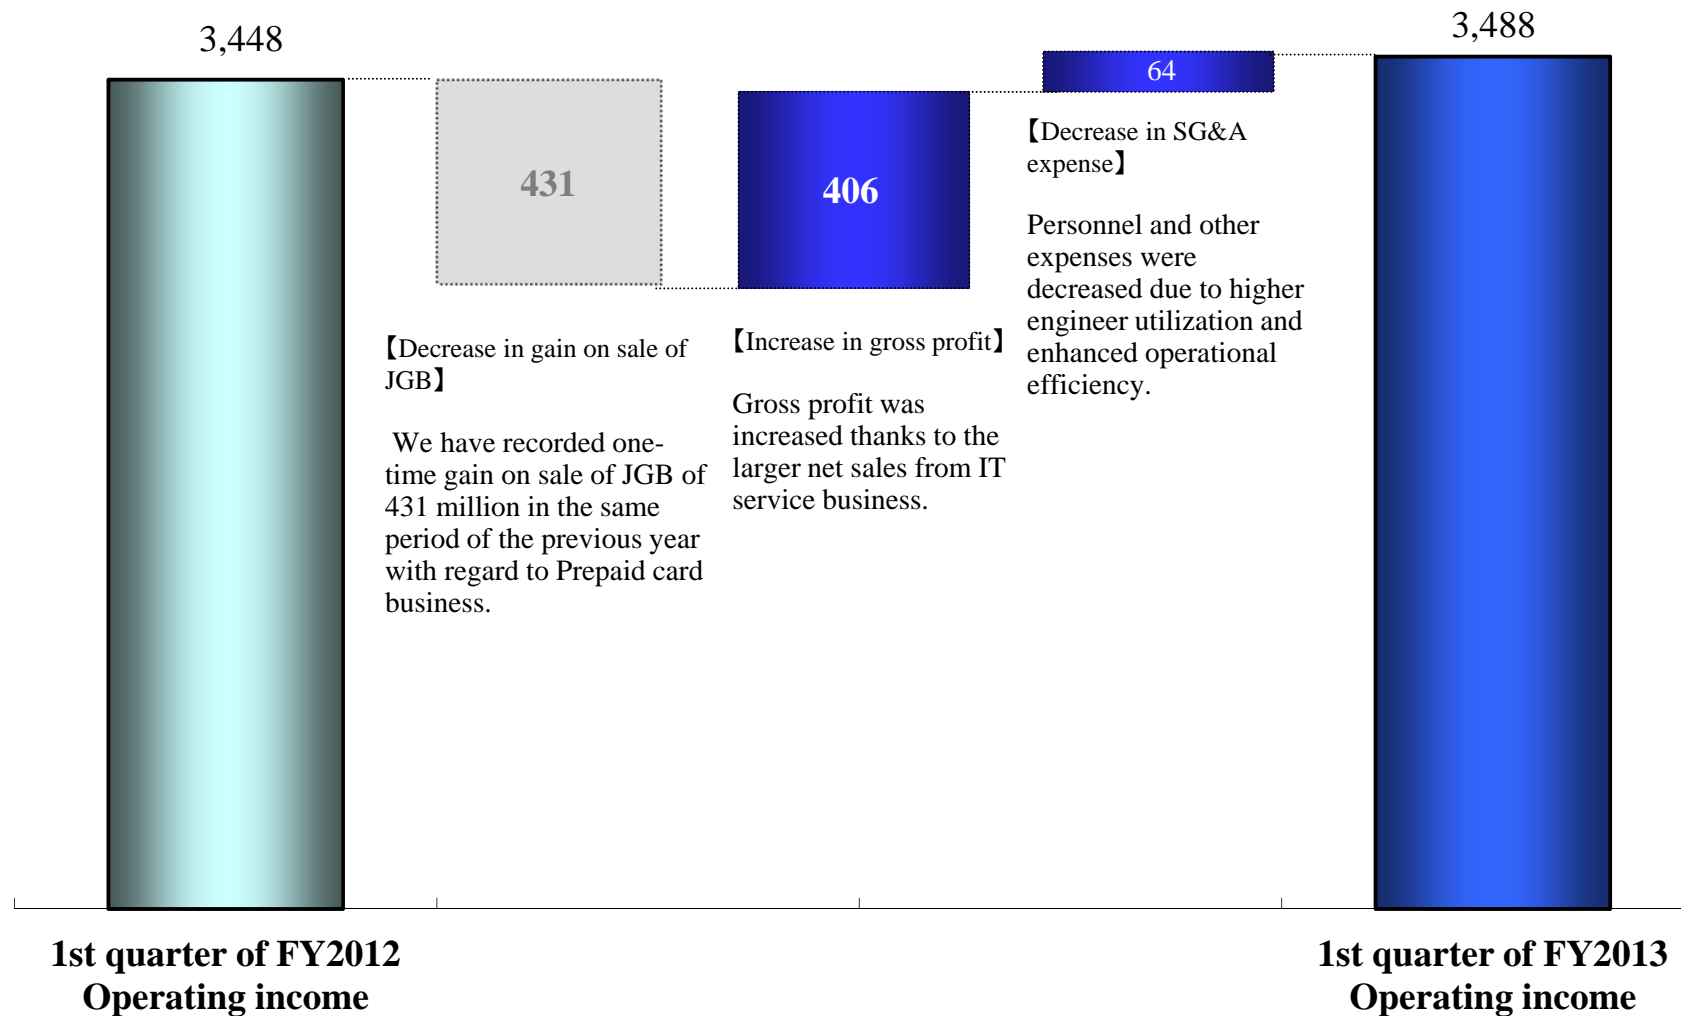 3,448
3,488
64
431
406
【Decrease in SG&A
expense】
Personnel and other
expenses were
decreased due to higher
engineer utilization and
enhanced operational
efficiency.
【Decrease in gain on sale of
JGB】
We have recorded one-
time gain on sale of JGB of
431 million in the same
period of the previous year
with regard to Prepaid card
business.
【Increase in gross profit】
Gross profit was
increased thanks to the
larger net sales from IT
service business.
1st quarter of FY2012
Operating income
1st quarter of FY2013
Operating income